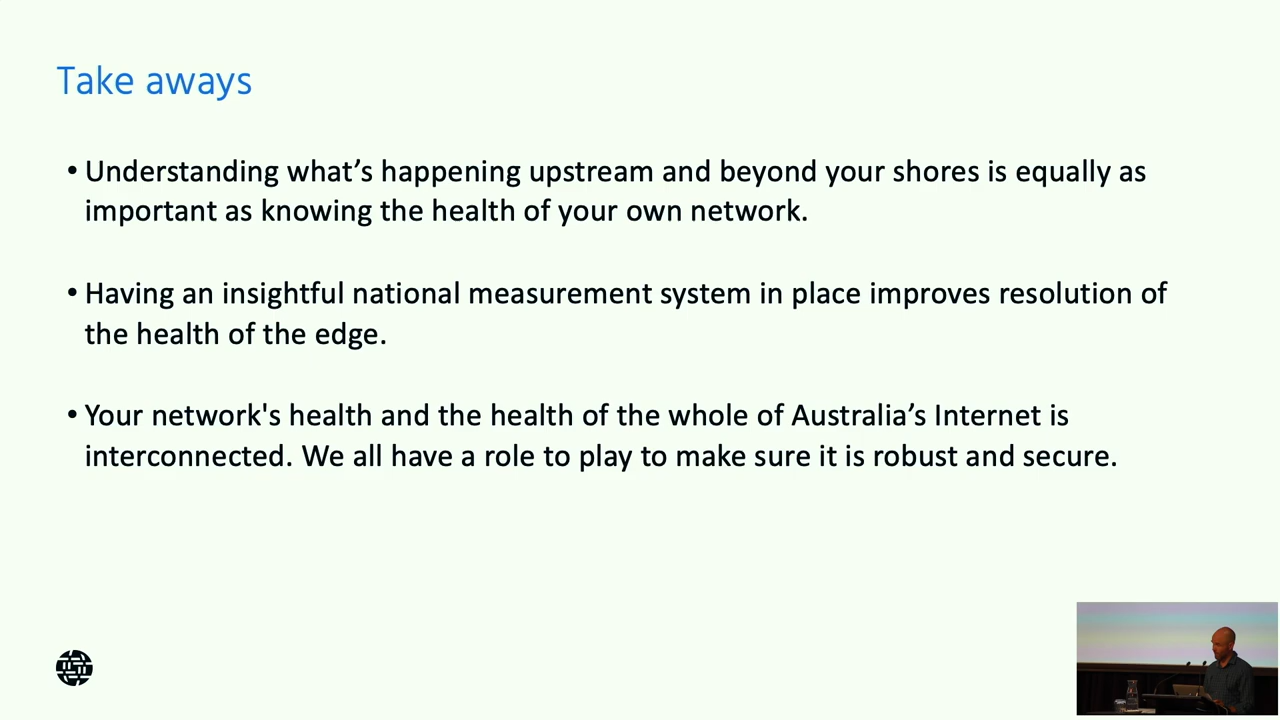 Take aways
• Understanding what’s happening upstream and beyond your shores is equally as
important as knowing the health of your own network.
• Having an insightful national measurement system in place improves resolution of
the health of the edge.
• Your network's health and the health of the whole of Australia’s Internet is
interconnected. We all have a role to play to make sure it is robust and secure.